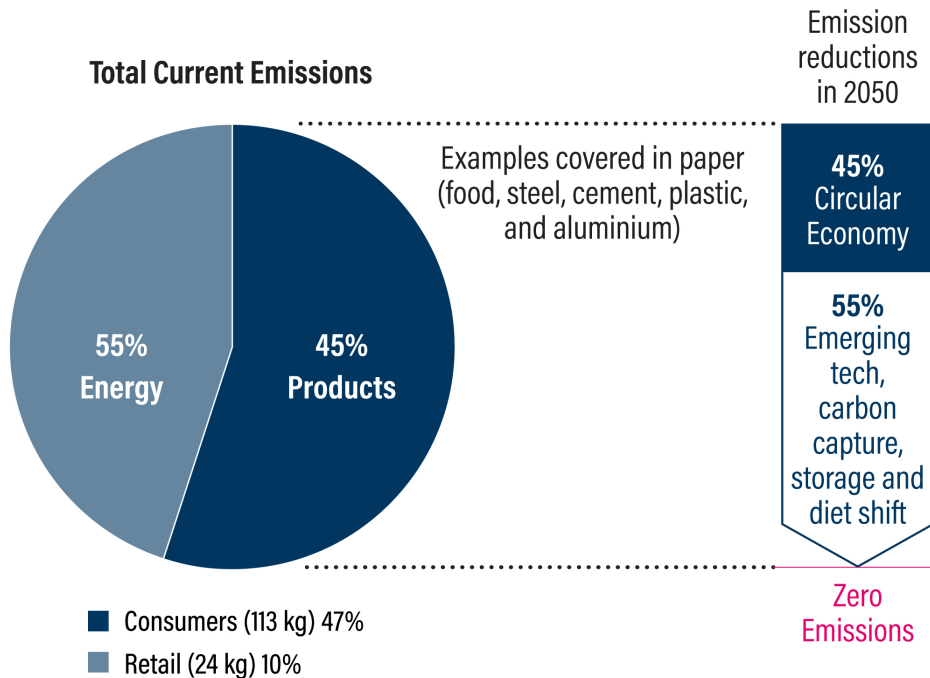 Total Current Emissions
Emission
reductions
in 2050
Examples covered in paper
(food, steel, cement, plastic,
and aluminium)
55%
Energy
45%
Products
45%
Circular
Economy
55%
Emerging
tech,
carbon
capture,
storage and
diet shift
Zero
Emissions
Consumers (113 kg) 47%
Retail (24 kg) 10%